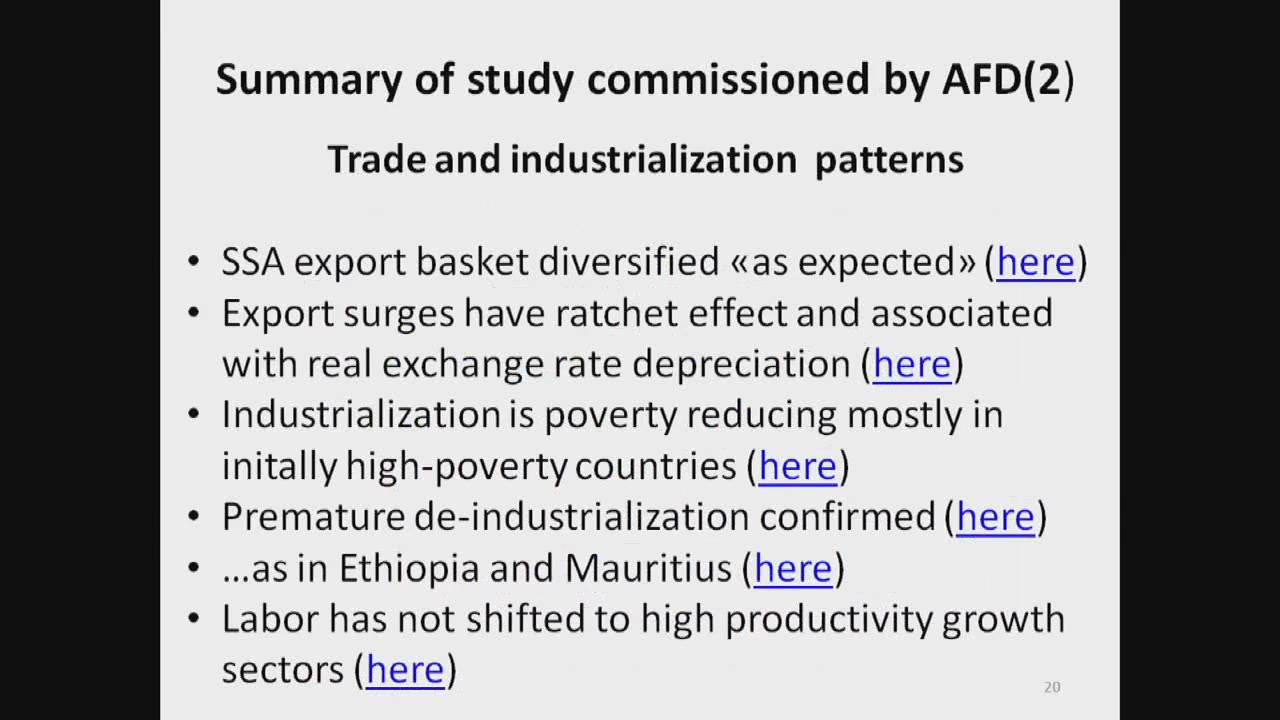 Summary of study commissioned by AFD(2)
Trade and industrialization patterns
• SSA export basket diversified «as expected» (here)
• Export surges have ratchet effect and associated
with real exchange rate depreciation (here)
• Industrialization is poverty reducing mostly in
initally high-poverty countries (here)
• Premature de-industrialization confirmed (here)
• …as in Ethiopia and Mauritius (here)
• Labor has not shifted to high productivity growth
sectors (here)
20